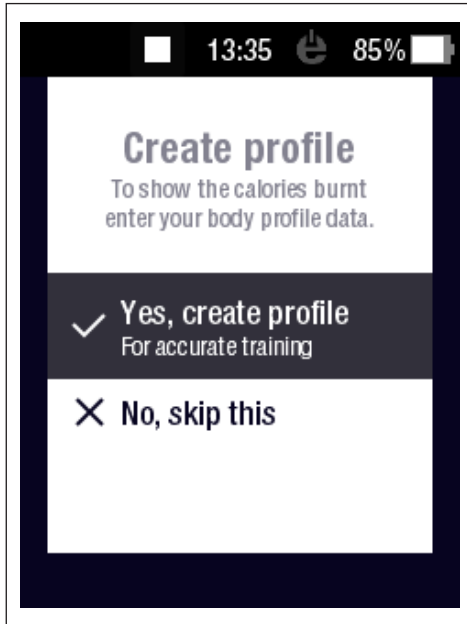 13:35 85%
Create profile
To show the calories burnt
enter your body profile data.
Yes, create profile
For accurate training
No, skip this